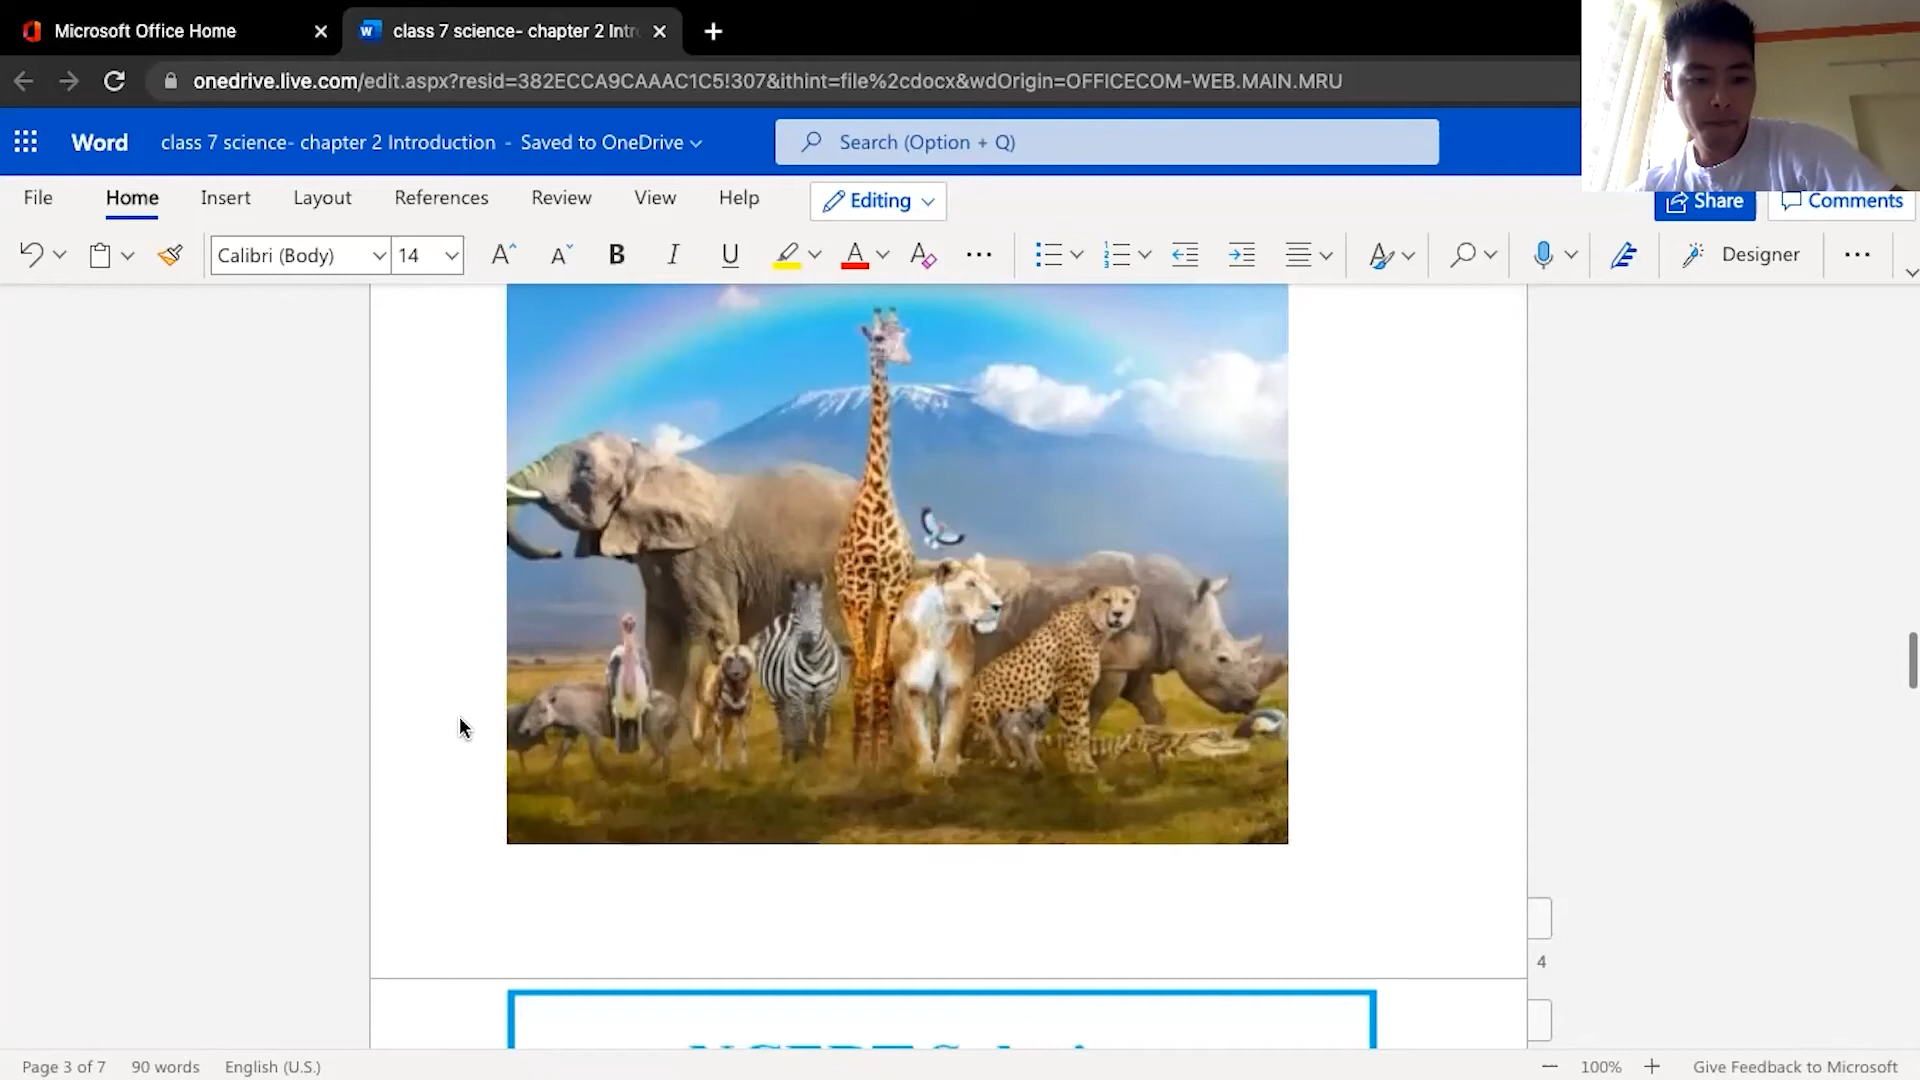 Microsoft Office Home
class 7 science- chapter 2 Intr
onedrive.live.com/edit.aspx?resid=382ECCA9CAAAC1C5!307&ithint=file%2cdocx&wdOrigin=OFFICECOM-WEB.MAIN.MRU
Word class 7 science- chapter 2 Introduction - Saved to OneDrive Search (Option + Q)
File Home Insert Layout References Review View Help Editing Share Comments
Calibri (Body) 14 A A B I U A A Designer
4
Page 3 of 7 90 words English (U.S.) 100% Give Feedback to Microsoft